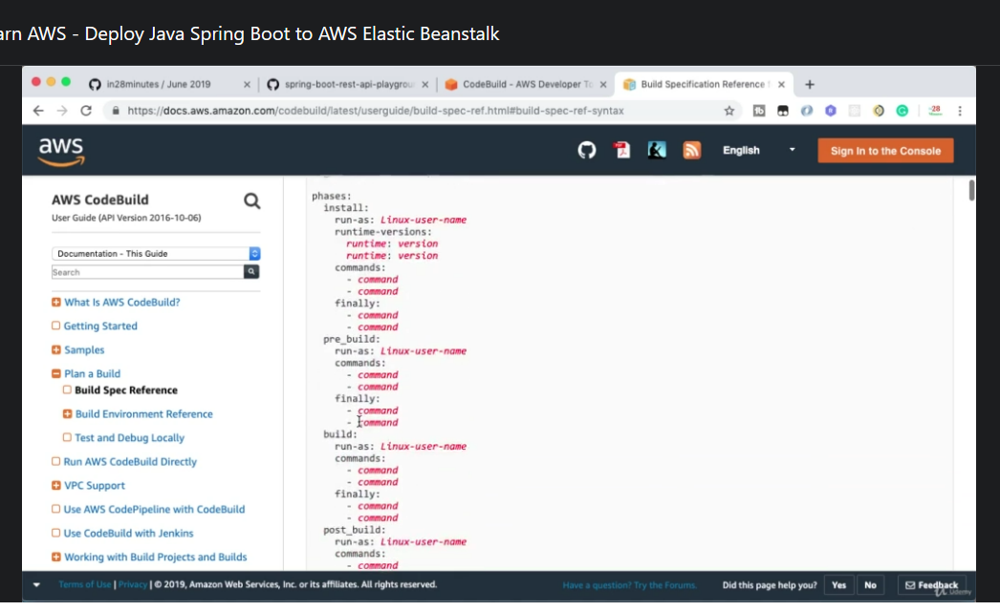 arn AWS - Deploy Java Spring Boot to AWS Elastic Beanstalk
in28minutes / June 2019
spring-boot-rest-api-playgrou
CodeBuild - AWS Developer To
Build Specification Reference
https://docs.aws.amazon.com/codebuild/latest/userguide/build-spec-ref.html#build-spec-ref-syntax
aws
English
Sign In to the Console
AWS CodeBuild
User Guide (API Version 2016-10-06)
Documentation - This Guide
Search
What Is AWS CodeBuild?
Getting Started
Samples
Plan a Build
Build Spec Reference
Build Environment Reference
Test and Debug Locally
Run AWS CodeBuild Directly
VPC Support
Use AWS CodePipeline with CodeBuild
Use CodeBuild with Jenkins
Working with Build Projects and Builds
phases:
install:
run-as: Linux-user-name
runtime-versions:
runtime: version
runtime: version
commands:
- command
- command
finally:
- command
- command
pre_build:
run-as: Linux-user-name
commands:
- command
- command
finally:
- command
- command
build:
run-as: Linux-user-name
commands:
- command
- command
finally:
- command
- command
post_build:
run-as: Linux-user-name
commands:
- command
Terms of Use | Privacy | © 2019, Amazon Web Services, Inc. or its affiliates. All rights reserved.
Have a question? Try the Forums.
Did this page help you?
Yes
No
Feedback
Udemy